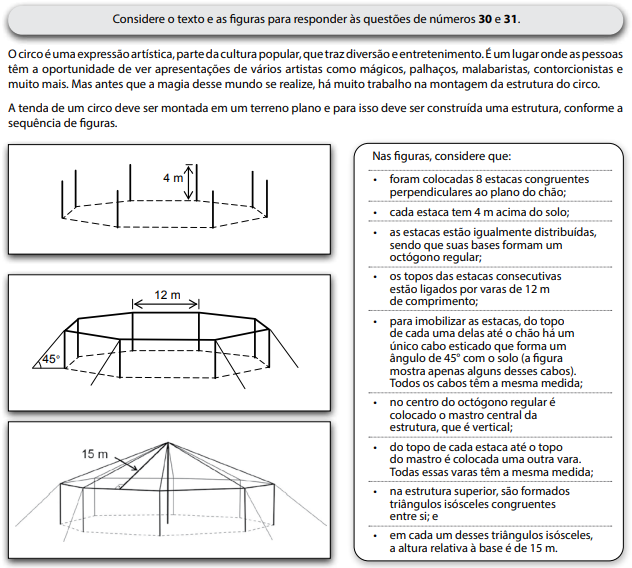 Considere o texto e as figuras para responder às questões de números 30 e 31.
O circo é uma expressão artística, parte da cultura popular, que traz diversão e entretenimento. É um lugar onde as pessoas
têm a oportunidade de ver apresentações de vários artistas como mágicos, palhaços, malabaristas, contorcionistas e
muito mais. Mas antes que a magia desse mundo se realize, há muito trabalho na montagem da estrutura do circo.
A tenda de um circo deve ser montada em um terreno plano e para isso deve ser construída uma estrutura, conforme a
sequência de figuras.
4 m
12 m
45°
15 m
Nas figuras, considere que:
• foram colocadas 8 estacas congruentes
perpendiculares ao plano do chão;
• cada estaca tem 4 m acima do solo;
• as estacas estão igualmente distribuídas,
sendo que suas bases formam um
octógono regular;
• os topos das estacas consecutivas
estão ligados por varas de 12 m
de comprimento;
• para imobilizar as estacas, do topo
de cada uma delas até o chão há um
único cabo esticado que forma um
ângulo de 45° com o solo (a figura
mostra apenas alguns desses cabos).
Todos os cabos têm a mesma medida;
• no centro do octógono regular é
colocado o mastro central da
estrutura, que é vertical;
• do topo de cada estaca até o topo
do mastro é colocada uma outra vara.
Todas essas varas têm a mesma medida;
• na estrutura superior, são formados
triângulos isósceles congruentes
entre si; e
• em cada um desses triângulos isósceles,
a altura relativa à base é de 15 m.